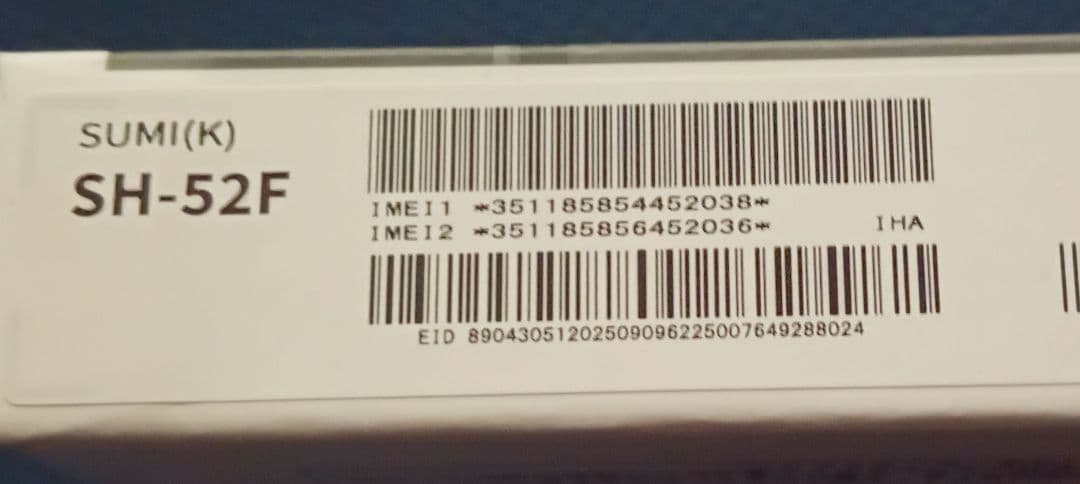 SUMI(K)
SH-52F
IMEI1 *351185854452038*
IMEI2 *351185856452036*
IHA
EID 89043051202509096225007649288024